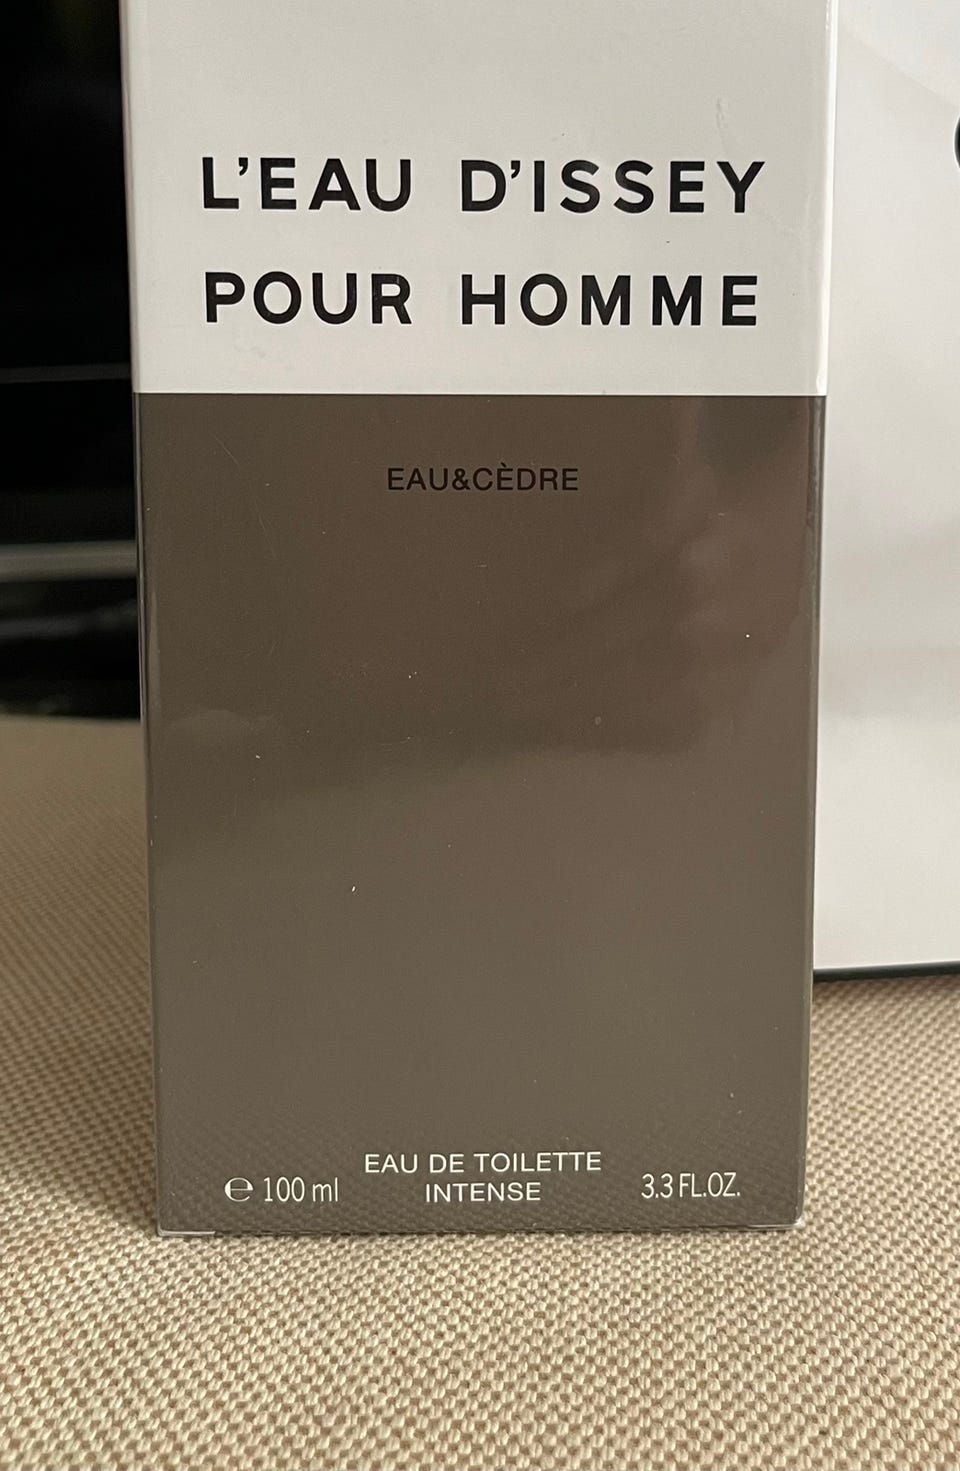 L'EAU D'ISSEY
POUR HOMME
EAU&CÈDRE
EAU DE TOILETTE
INTENSE
℮ 100 ml
3.3 FL.OZ.